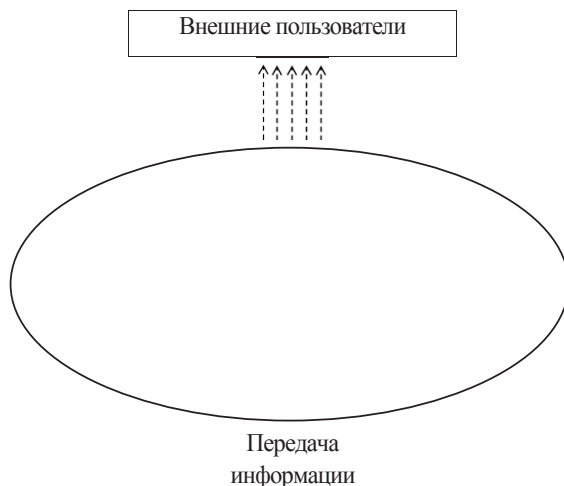 Внешние пользователи
Передача
информации